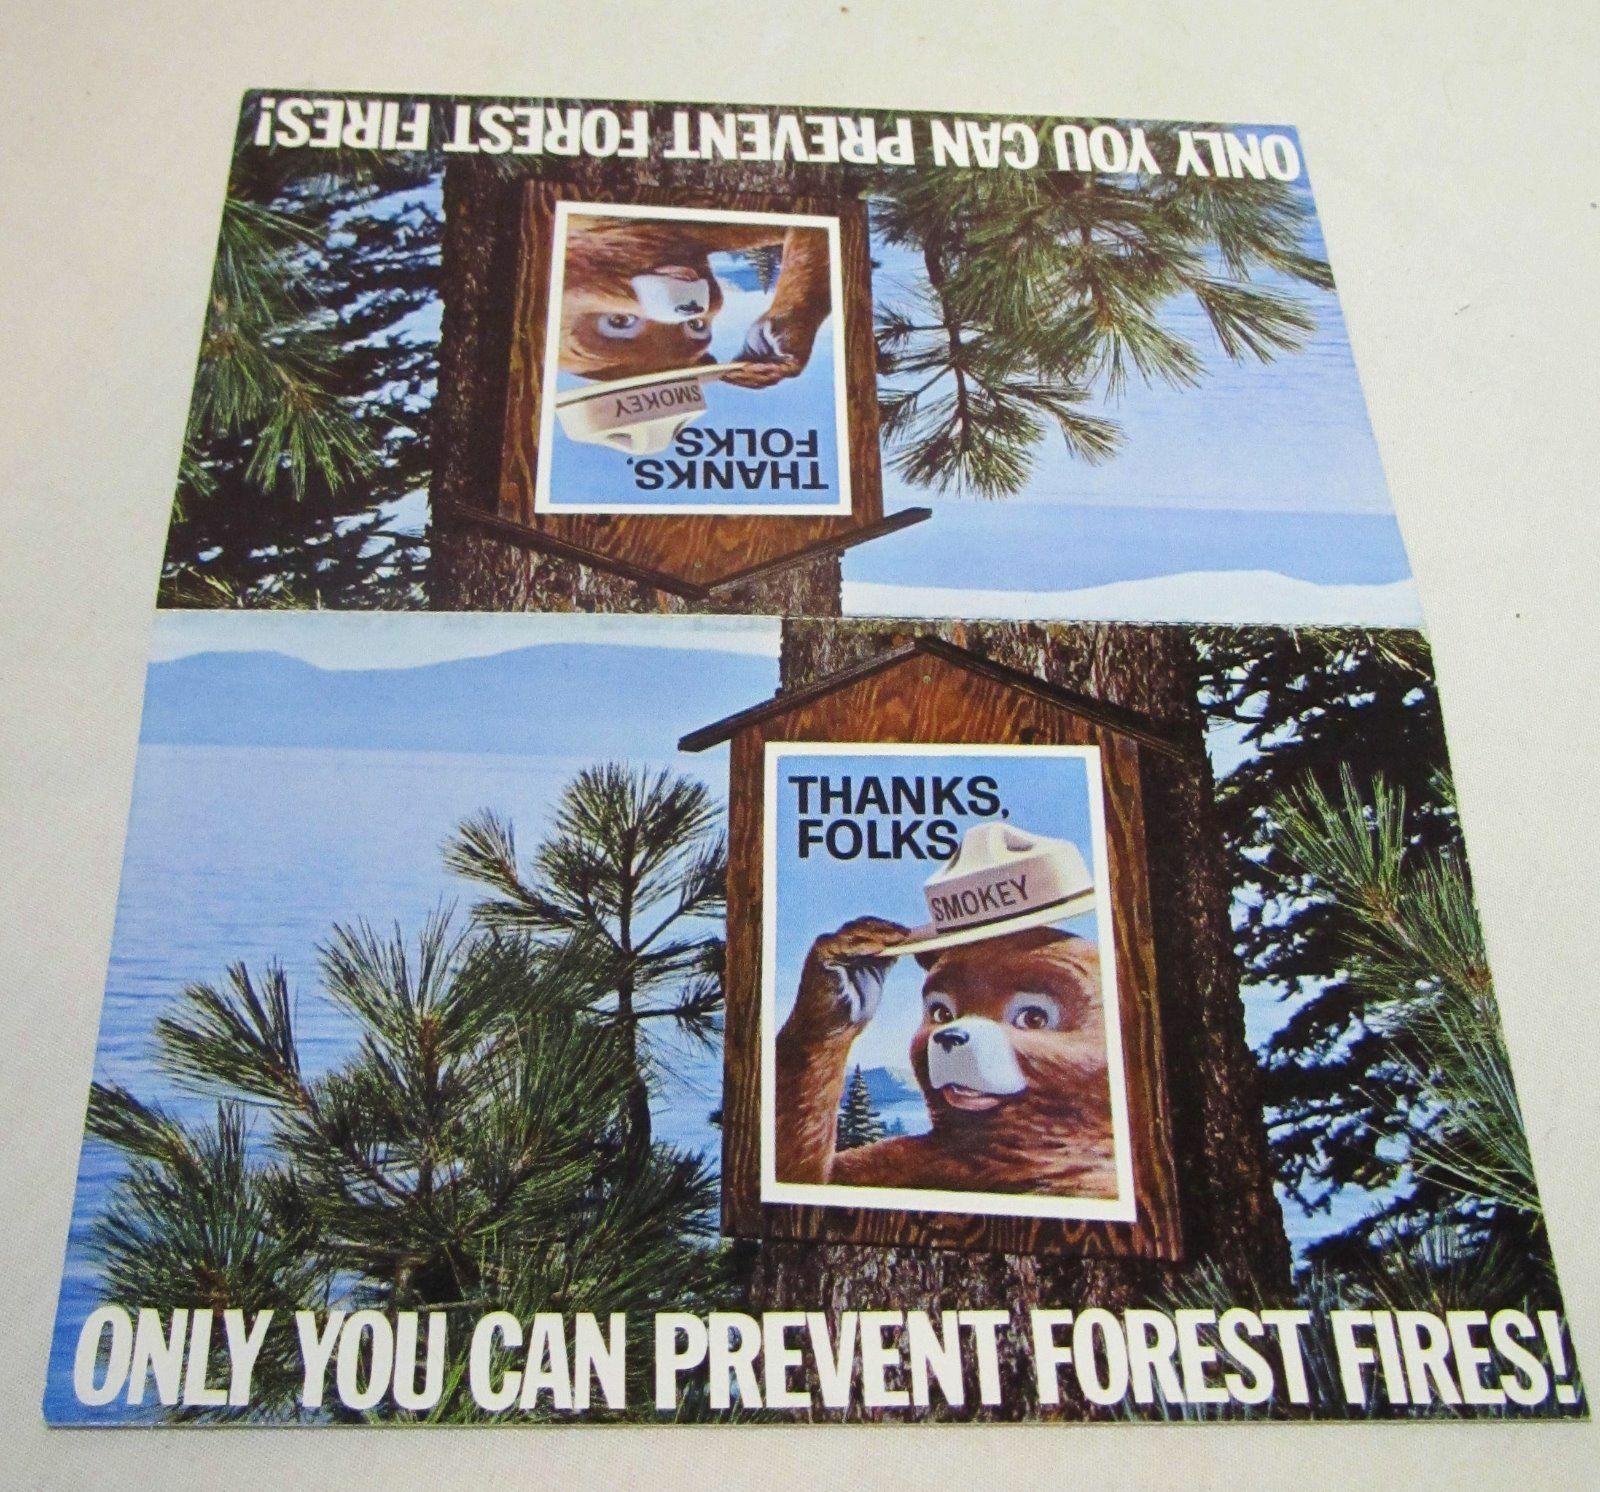 ONLY YOU CAN PREVENT FOREST FIRES!
SMOKEY
THANKS,
FOLKS
THANKS,
FOLKS
SMOKEY
ONLY YOU CAN PREVENT FOREST FIRES!